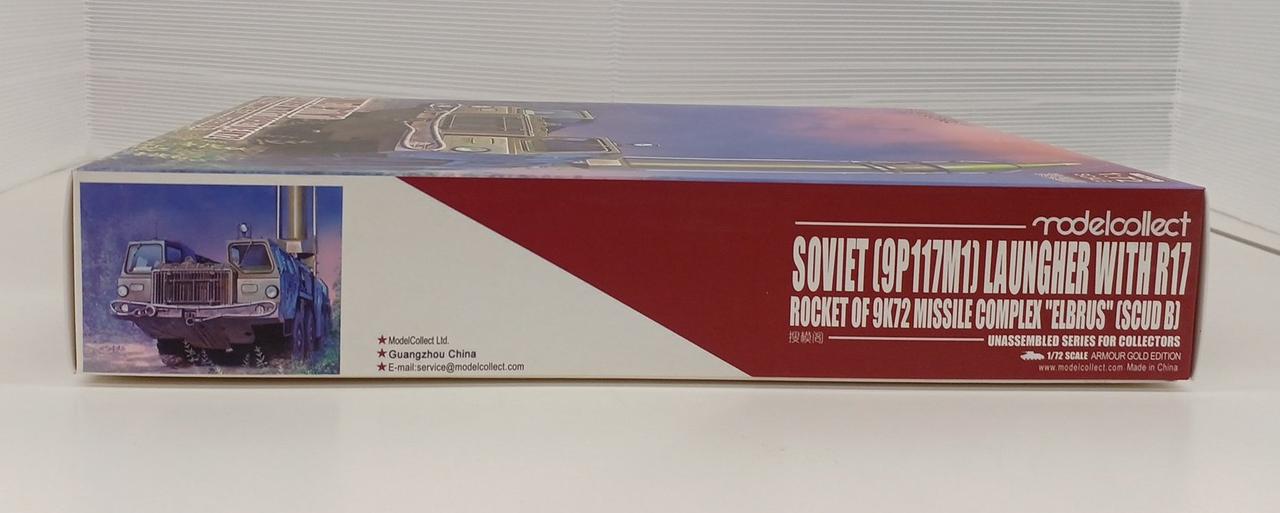 ★ModelCollect Ltd.
★Guangzhou China
★E-mail:service@modelcollect.com
modelcollect
SOVIET (9P117M1) LAUNGHER WITH R17
ROCKET OF 9K72 MISSILE COMPLEX "ELBRUS" (SCUD B)
搜模阁 UNASSEMBLED SERIES FOR COLLECTORS
1/72 SCALE ARMOUR GOLD EDITION
www.modelcollect.com Made in China